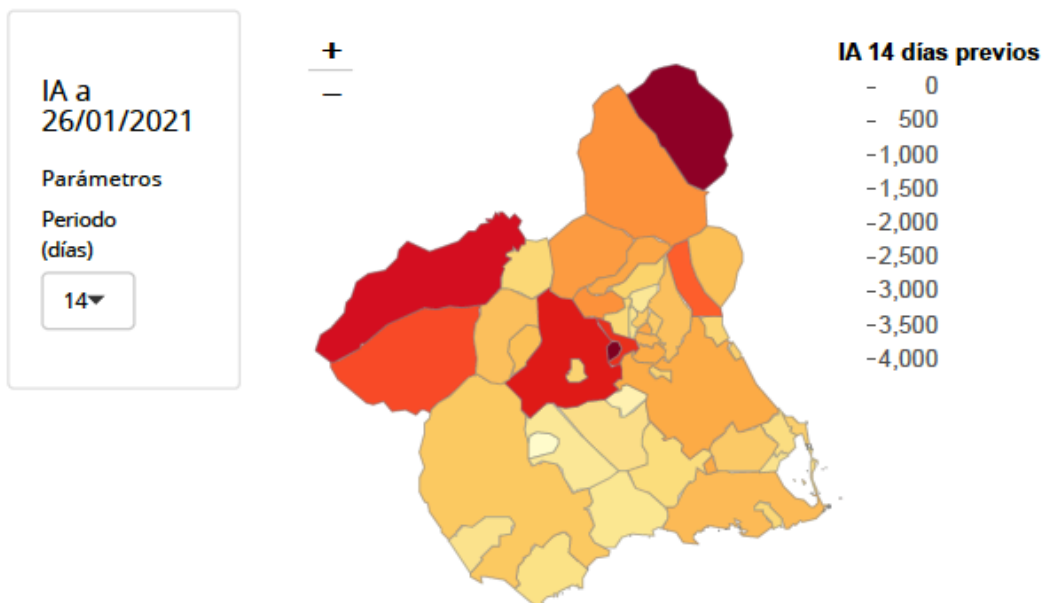 IA a
26/01/2021
Parámetros
Periodo
(días)
14
+
−
IA 14 días previos
- 0
- 500
-1,000
-1,500
-2,000
-2,500
-3,000
-3,500
-4,000